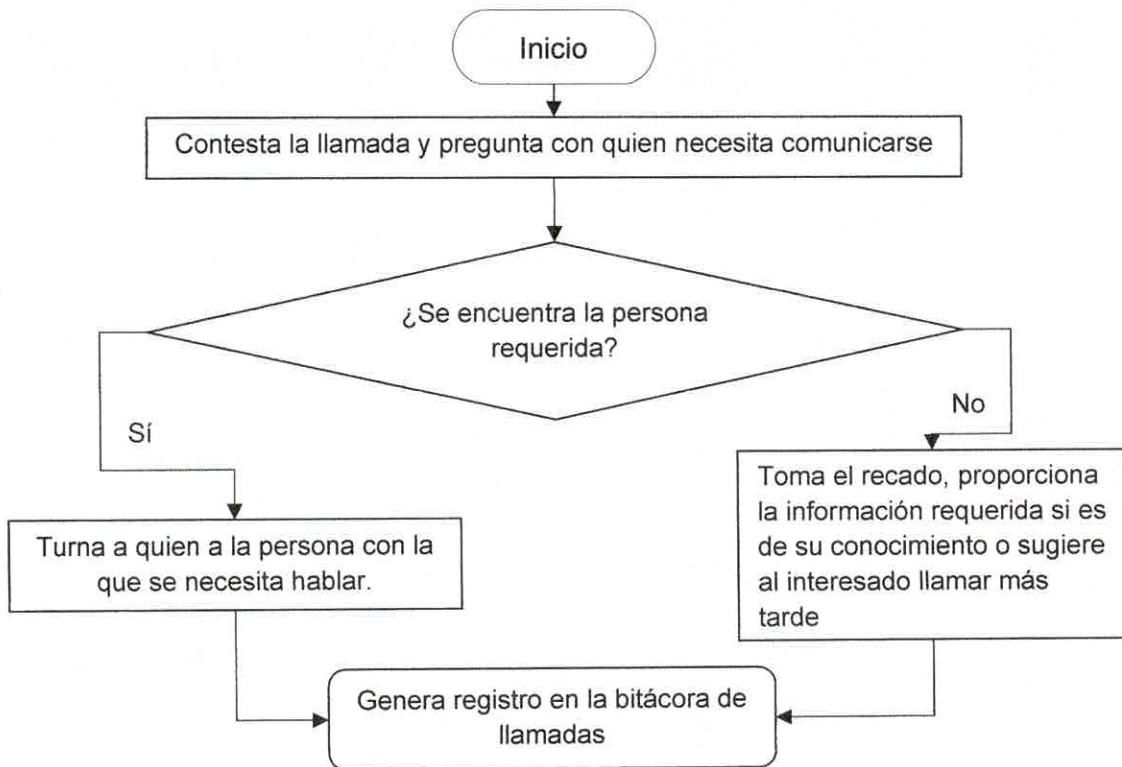 Inicio
Contesta la llamada y pregunta con quien necesita comunicarse
¿Se encuentra la persona
requerida?
Sí
No
Turna a quien a la persona con la
que se necesita hablar.
Toma el recado, proporciona
la información requerida si es
de su conocimiento o sugiere
al interesado llamar más
tarde
Genera registro en la bitácora de
llamadas